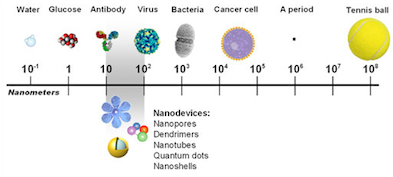 Water Glucose Antibody Virus Bacteria Cancer cell A period Tennis ball
10⁻¹ 1 10 10² 10³ 10⁴ 10⁵ 10⁶ 10⁷ 10⁸
Nanometers
Nanodevices:
Nanopores
Dendrimers
Nanotubes
Quantum dots
Nanoshells